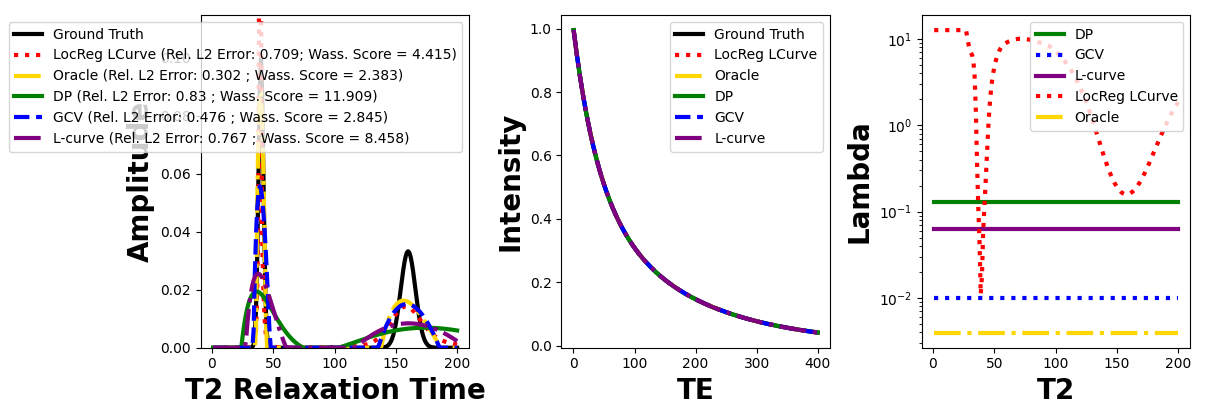 Ground Truth
LocReg LCurve (Rel. L2 Error: 0.709; Wass. Score = 4.415)
Oracle (Rel. L2 Error: 0.302 ; Wass. Score = 2.383)
DP (Rel. L2 Error: 0.83 ; Wass. Score = 11.909)
GCV (Rel. L2 Error: 0.476 ; Wass. Score = 2.845)
L-curve (Rel. L2 Error: 0.767 ; Wass. Score = 8.458)
Amplitude
0.10
0.08
0.06
0.04
0.02
0.00
0 50 100 150 200
T2 Relaxation Time
Ground Truth
LocReg LCurve
Oracle
DP
GCV
L-curve
Intensity
1.0
0.8
0.6
0.4
0.2
0.0
0 100 200 300 400
TE
DP
GCV
L-curve
LocReg LCurve
Oracle
Lambda
10¹
10⁰
10⁻¹
10⁻²
0 50 100 150 200
T2